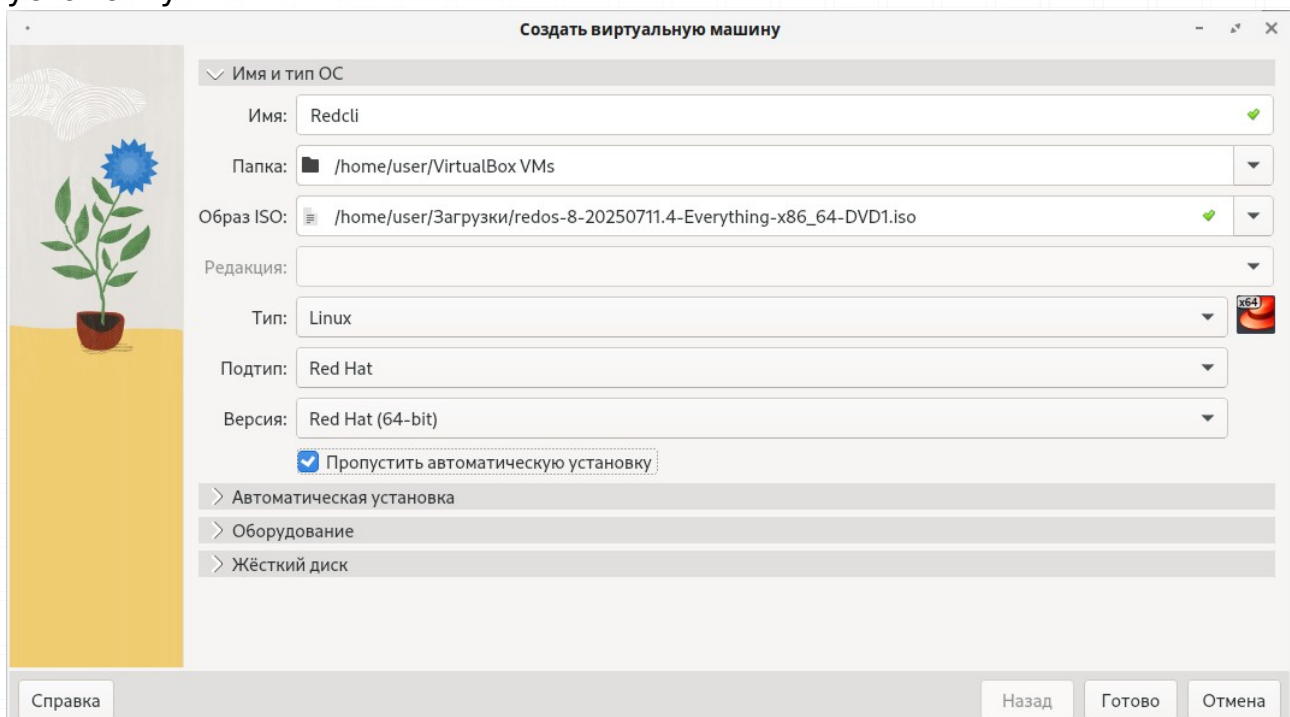 Создать виртуальную машину
Имя и тип ОС
Имя: Redcli
Папка: /home/user/VirtualBox VMs
Образ ISO: /home/user/Загрузки/redos-8-20250711.4-Everything-x86_64-DVD1.iso
Редакция:
Тип: Linux
x64
Подтип: Red Hat
Версия: Red Hat (64-bit)
Пропустить автоматическую установку
Автоматическая установка
Оборудование
Жёсткий диск
Справка Назад Готово Отмена